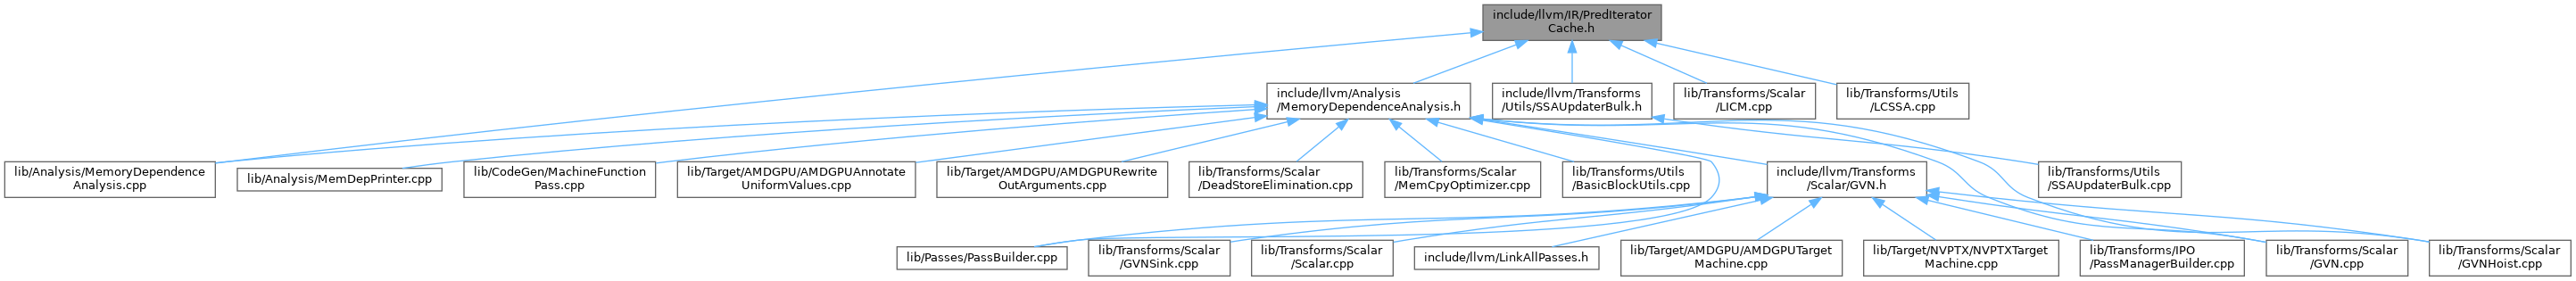 include/llvm/IR/PredIterator
Cache.h
include/llvm/Analysis
/MemoryDependenceAnalysis.h
include/llvm/Transforms
/Utils/SSAUpdaterBulk.h
lib/Transforms/Scalar
/LICM.cpp
lib/Transforms/Utils
/LCSSA.cpp
lib/Analysis/MemoryDependence
Analysis.cpp
lib/Analysis/MemDepPrinter.cpp
lib/CodeGen/MachineFunction
Pass.cpp
lib/Target/AMDGPU/AMDGPUAnnotate
UniformValues.cpp
lib/Target/AMDGPU/AMDGPURewrite
OutArguments.cpp
lib/Transforms/Scalar
/DeadStoreElimination.cpp
lib/Transforms/Scalar
/MemCpyOptimizer.cpp
lib/Transforms/Utils
/BasicBlockUtils.cpp
include/llvm/Transforms
/Scalar/GVN.h
lib/Transforms/Utils
/SSAUpdaterBulk.cpp
lib/Passes/PassBuilder.cpp
lib/Transforms/Scalar
/GVNSink.cpp
lib/Transforms/Scalar
/Scalar.cpp
include/llvm/LinkAllPasses.h
lib/Target/AMDGPU/AMDGPUTarget
Machine.cpp
lib/Target/NVPTX/NVPTXTarget
Machine.cpp
lib/Transforms/IPO
/PassManagerBuilder.cpp
lib/Transforms/Scalar
/GVN.cpp
lib/Transforms/Scalar
/GVNHoist.cpp